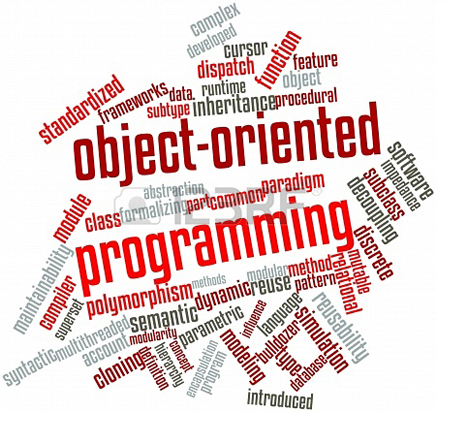 complex
developed
cursor
function
dispatch
feature
object
standardized
frameworks
data.
runtime
subtype
inheritance
procedural
object-oriented
software
impedance
subclass
decoupling
abstraction
paradigm
module
class
formalizing
part
common
123RF
discrete
programming
maintainability
mutable
relational
compiler
superset
polymorphism
methods
modular
method
dynamic
reuse
pattern
semantic
parametric
language
reusability
syntactic
multithreaded
modularity
account
influence
simulation
bulldozer
types
database
cloning
definition
hierarchy
concept
encapsulation
program
modeling
introduced